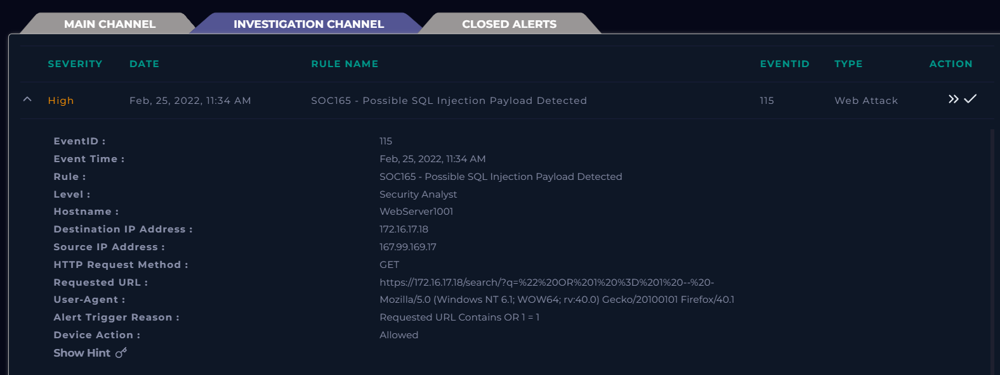 MAIN CHANNEL INVESTIGATION CHANNEL CLOSED ALERTS
SEVERITY DATE RULE NAME EVENTID TYPE ACTION
High Feb, 25, 2022, 11:34 AM SOC165 - Possible SQL Injection Payload Detected 115 Web Attack
EventID : 115
Event Time : Feb, 25, 2022, 11:34 AM
Rule : SOC165 - Possible SQL Injection Payload Detected
Level : Security Analyst
Hostname : WebServer1001
Destination IP Address : 172.16.17.18
Source IP Address : 167.99.169.17
HTTP Request Method : GET
Requested URL : https://172.16.17.18/search/?q=%22%20OR%201%20%3D%201%20--%20-
User-Agent : Mozilla/5.0 (Windows NT 6.1; WOW64; rv:40.0) Gecko/20100101 Firefox/40.1
Alert Trigger Reason : Requested URL Contains OR 1 = 1
Device Action : Allowed
Show Hint